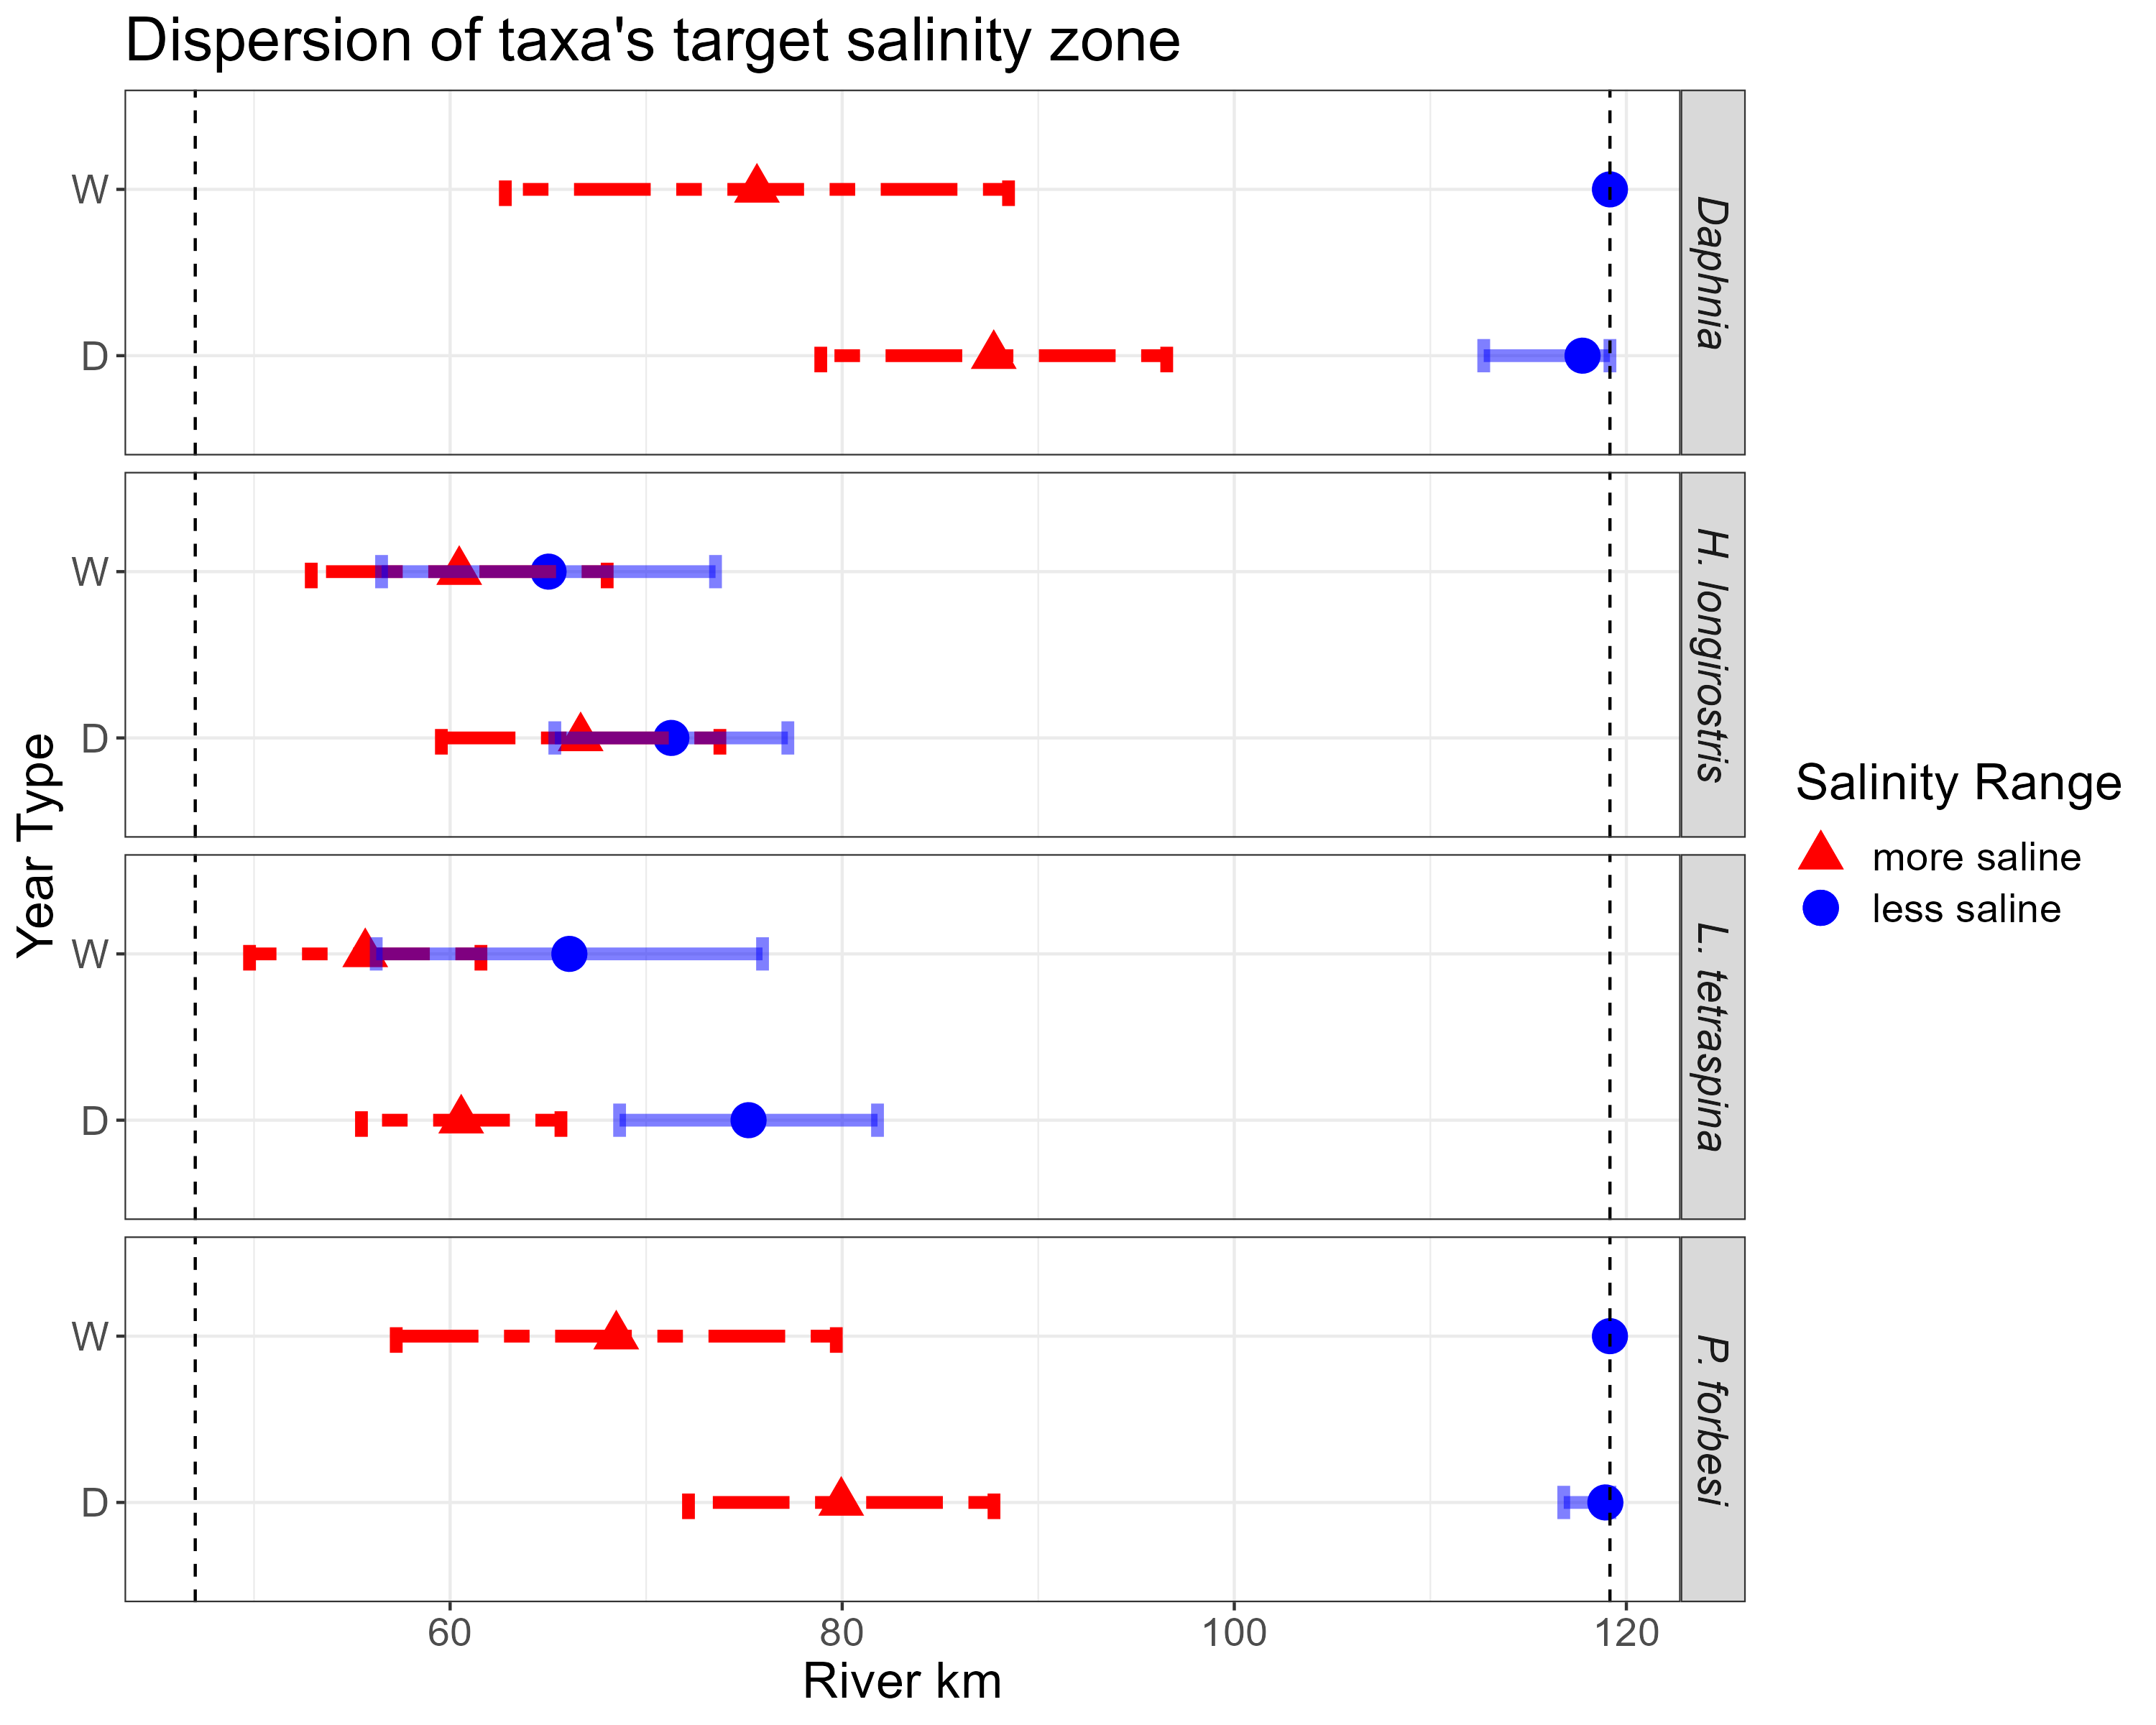 Dispersion of taxa's target salinity zone
Year Type
W
D
Daphnia
W
D
H. longirostris
W
D
L. tetraspina
W
D
P. forbesi
60
80
100
120
River km
Salinity Range
more saline
less saline